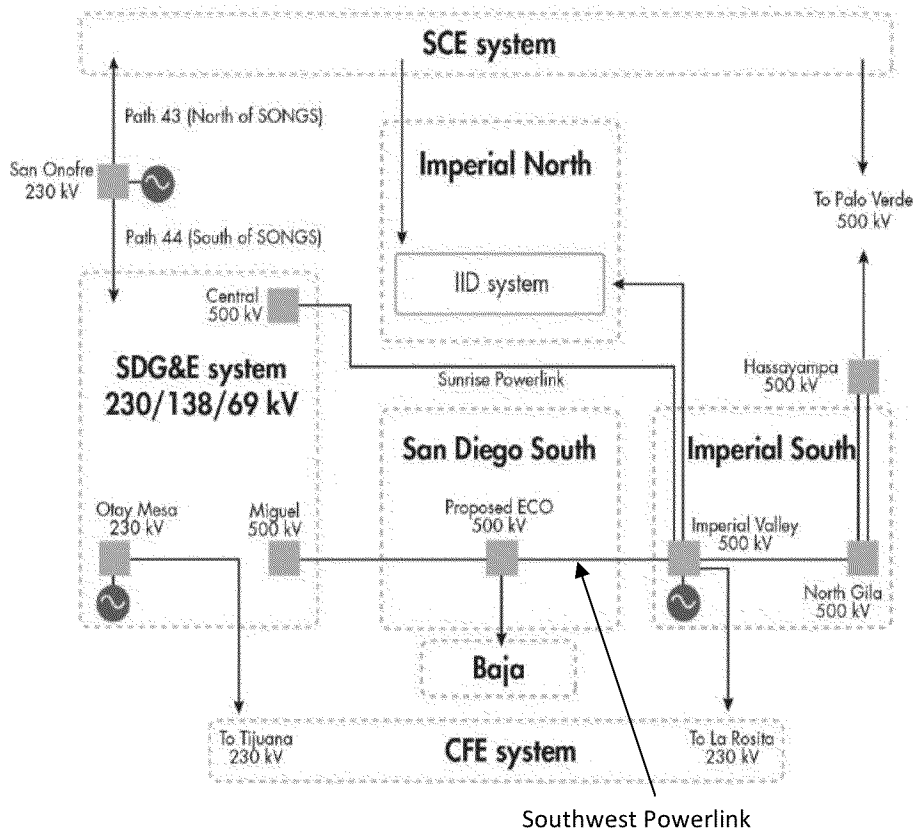 SCE system
Path 43 (North of SONGS)
San Onofre
230 kV
Path 44 (South of SONGS)
Imperial North
IID system
To Palo Verde
500 kV
Central
500 kV
SDG&E system
230/138/69 kV
Sunrise Powerlink
Hassayampa
500 kV
San Diego South
Imperial South
Otay Mesa
230 kV
Miguel
500 kV
Proposed ECO
500 kV
Imperial Valley
500 kV
North Gila
500 kV
Baja
To Tijuana
230 kV
CFE system
To La Rosita
230 kV
Southwest Powerlink